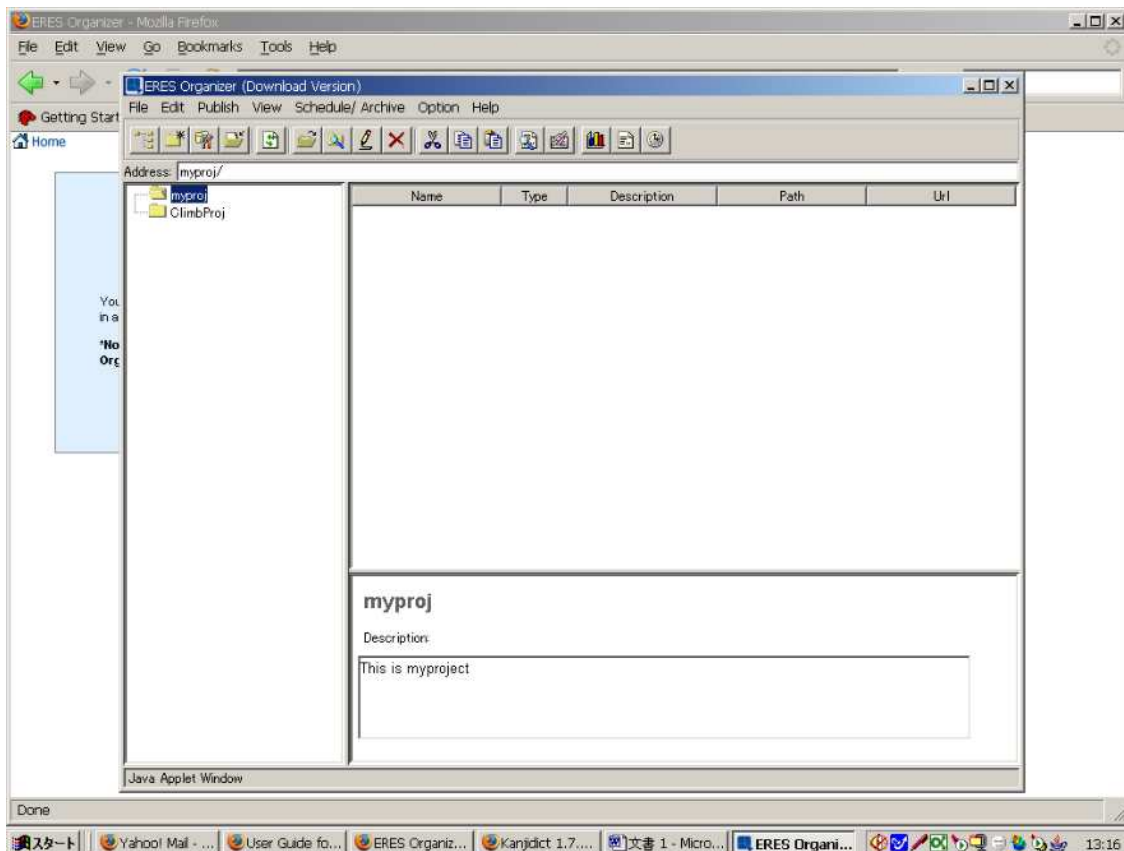 ERES Organizer - Mozilla Firefox
File Edit View Go Bookmarks Tools Help
ERES Organizer (Download Version)
Getting Start
File Edit Publish View Schedule/ Archive Option Help
Home
Address: myproj/
myproj
ClimbProj
Name Type Description Path Url
You
in a
*No
Org
myproj
Description:
This is myproject
Java Applet Window
Done
スタート Yahoo! Mail - ... User Guide fo... ERES Organiz... Kanjidict 1.7.... 文書 1 - Micro... ERES Organi... 13:16